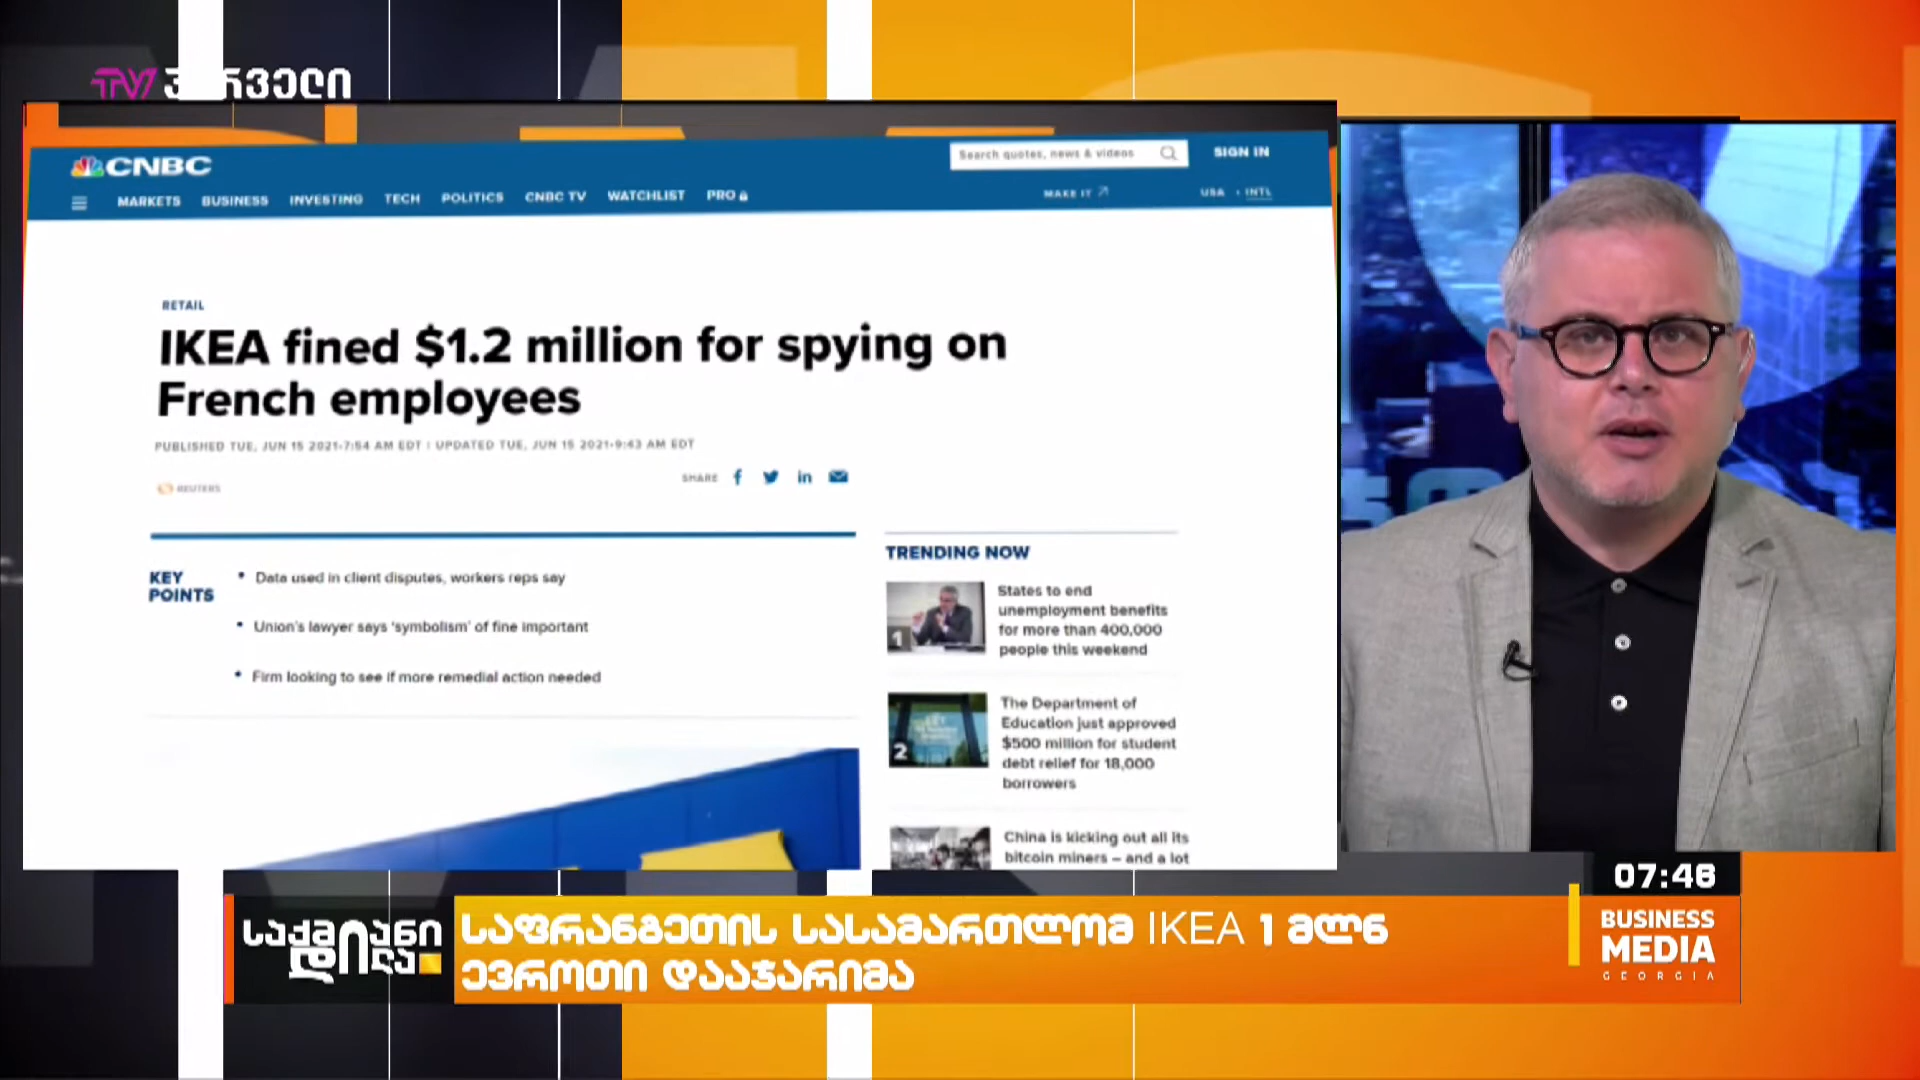 CNBC
Search quotes, news & videos
SIGN IN
MARKETS BUSINESS INVESTING TECH POLITICS CNBC TV WATCHLIST PRO
MAKE IT
USA • INTL
RETAIL
IKEA fined $1.2 million for spying on
French employees
PUBLISHED TUE, JUN 15 2021•7:54 AM EDT | UPDATED TUE, JUN 15 2021•9:43 AM EDT
SHARE
REUTERS
KEY
POINTS
• Data used in client disputes, workers reps say
• Union's lawyer says 'symbolism' of fine important
• Firm looking to see if more remedial action needed
TRENDING NOW
1
States to end
unemployment benefits
for more than 400,000
people this weekend
2
The Department of
Education just approved
$500 million for student
debt relief for 18,000
borrowers
China is kicking out all its
bitcoin miners – and a lot
07:48
საქმიანი
დილა
საფრანგეთის სასამართლომ IKEA 1 მლნ
ევროთი დააჯარიმა
BUSINESS
MEDIA
GEORGIA